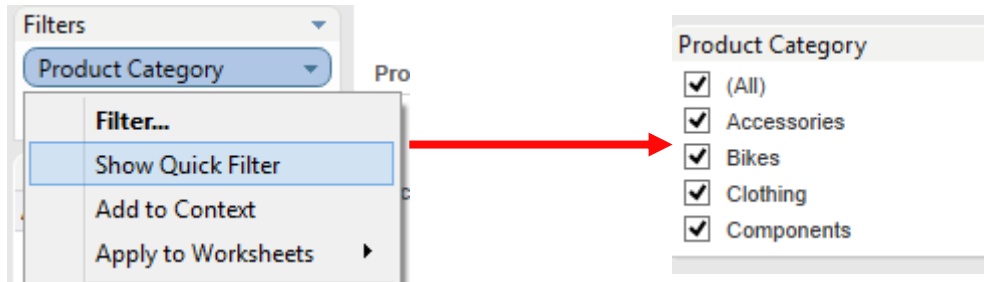 Filters
Product Category
Pro
Filter...
Show Quick Filter
Add to Context
Apply to Worksheets
Product Category
(All)
Accessories
Bikes
Clothing
Components